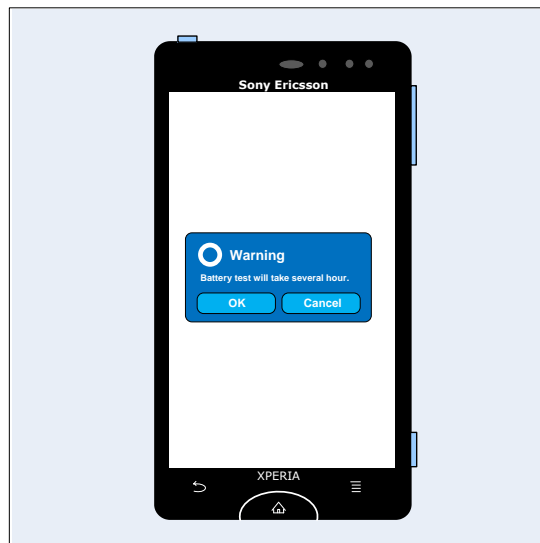 Sony Ericsson
Warning
Battery test will take several hour.
OK
Cancel
XPERIA